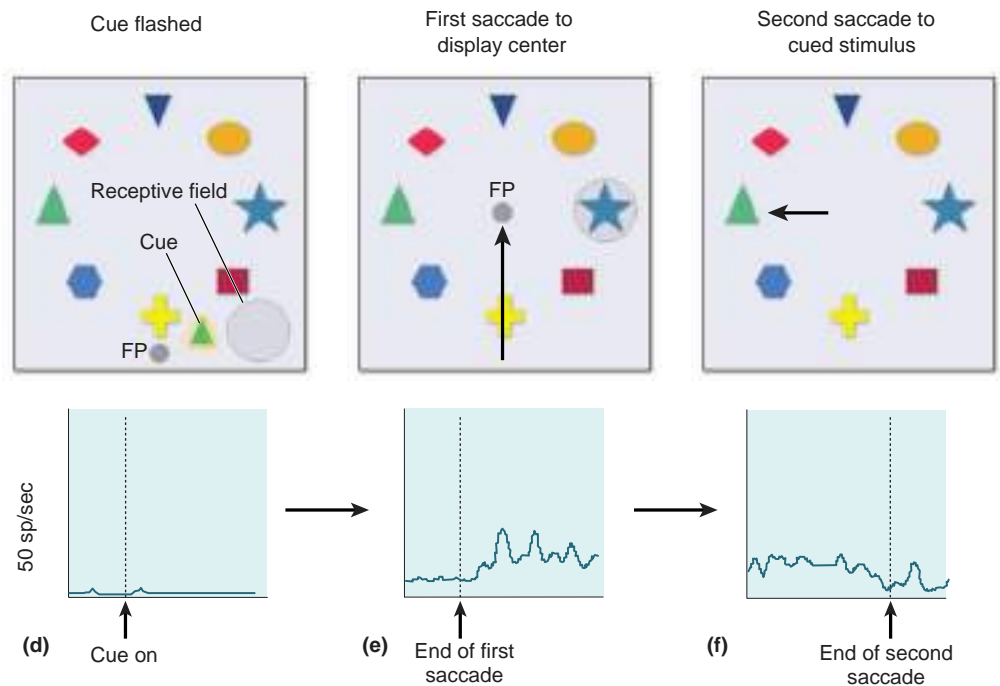 Cue flashed
First saccade to
display center
Second saccade to
cued stimulus
Receptive field
Cue
FP
FP
50 sp/sec
(d)
Cue on
(e)
End of first
saccade
(f)
End of second
saccade